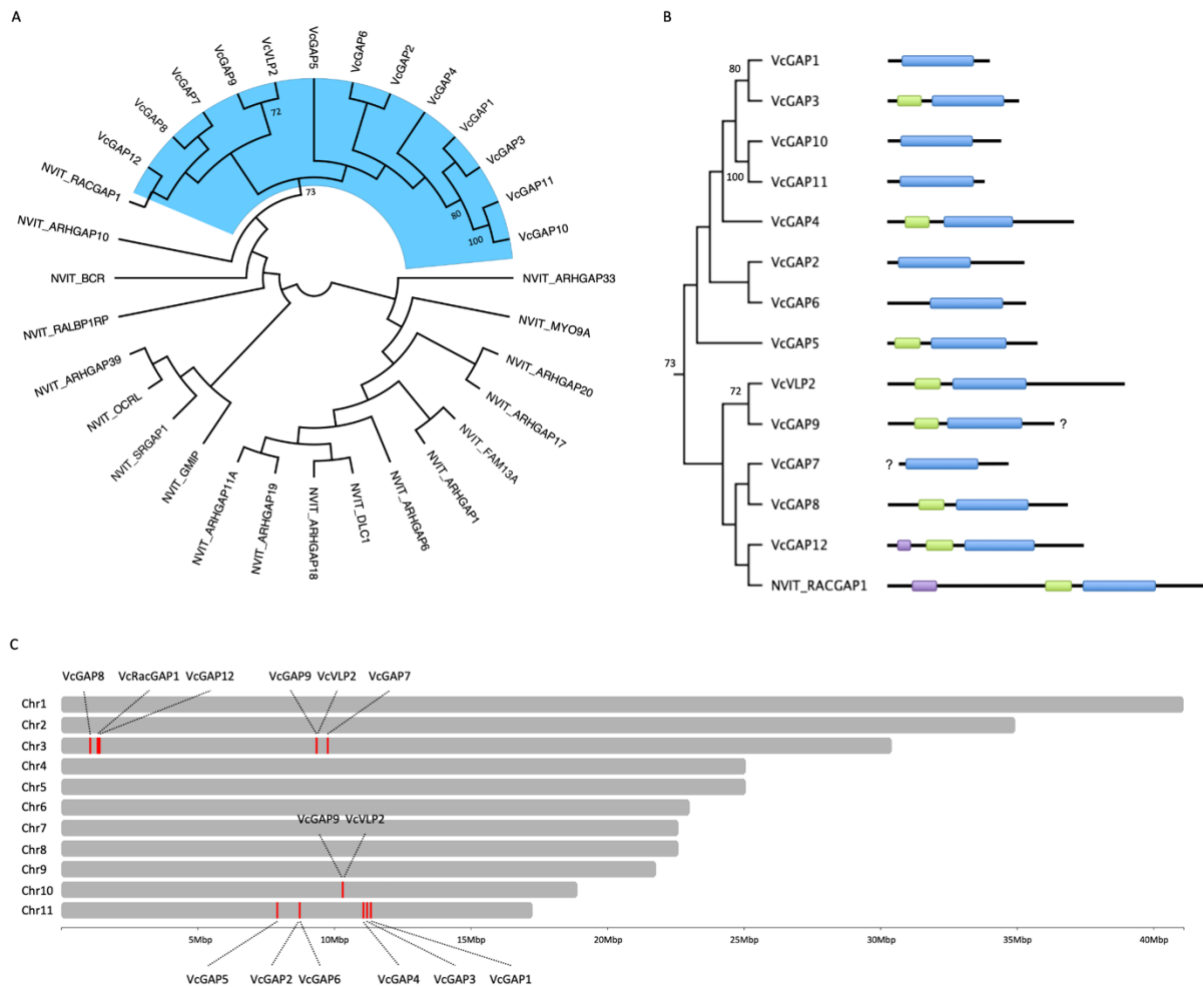 A
VcGAP5
VcVLP2
VcGAP6
VcGAP9
VcGAP2
VcGAP7
VcGAP4
VcGAP8
VcGAP1
VcGAP12
VcGAP3
NVIT_RACGAP1
VcGAP11
NVIT_ARHGAP10
VcGAP10
NVIT_BCR
NVIT_ARHGAP33
NVIT_RALBP1RP
NVIT_MYO9A
NVIT_ARHGAP39
NVIT_ARHGAP20
NVIT_OCRL
NVIT_ARHGAP17
NVIT_SRGAP1
NVIT_FAM13A
NVIT_GMIP
NVIT_ARHGAP1
NVIT_ARHGAP11A
NVIT_ARHGAP6
NVIT_ARHGAP19
NVIT_DLC1
NVIT_ARHGAP18
72
73
80
100
B
VcGAP1
80
VcGAP3
VcGAP10
100
VcGAP11
VcGAP4
VcGAP2
VcGAP6
VcGAP5
73
VcVLP2
72
VcGAP9 ?
VcGAP7 ?
VcGAP8
VcGAP12
NVIT_RACGAP1
C
VcGAP8 VcRacGAP1 VcGAP12 VcGAP9 VcVLP2 VcGAP7
Chr1
Chr2
Chr3
Chr4
Chr5
Chr6
VcGAP9 VcVLP2
Chr7
Chr8
Chr9
Chr10
Chr11
5Mbp 10Mbp 15Mbp 20Mbp 25Mbp 30Mbp 35Mbp 40Mbp
VcGAP5 VcGAP2 VcGAP6 VcGAP4 VcGAP3 VcGAP1